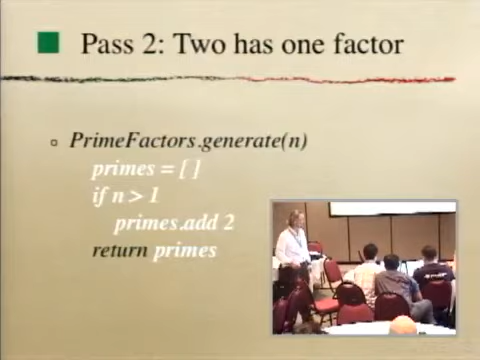 Pass 2: Two has one factor
PrimeFactors.generate(n)
primes = [ ]
if n > 1
primes.add 2
return primes